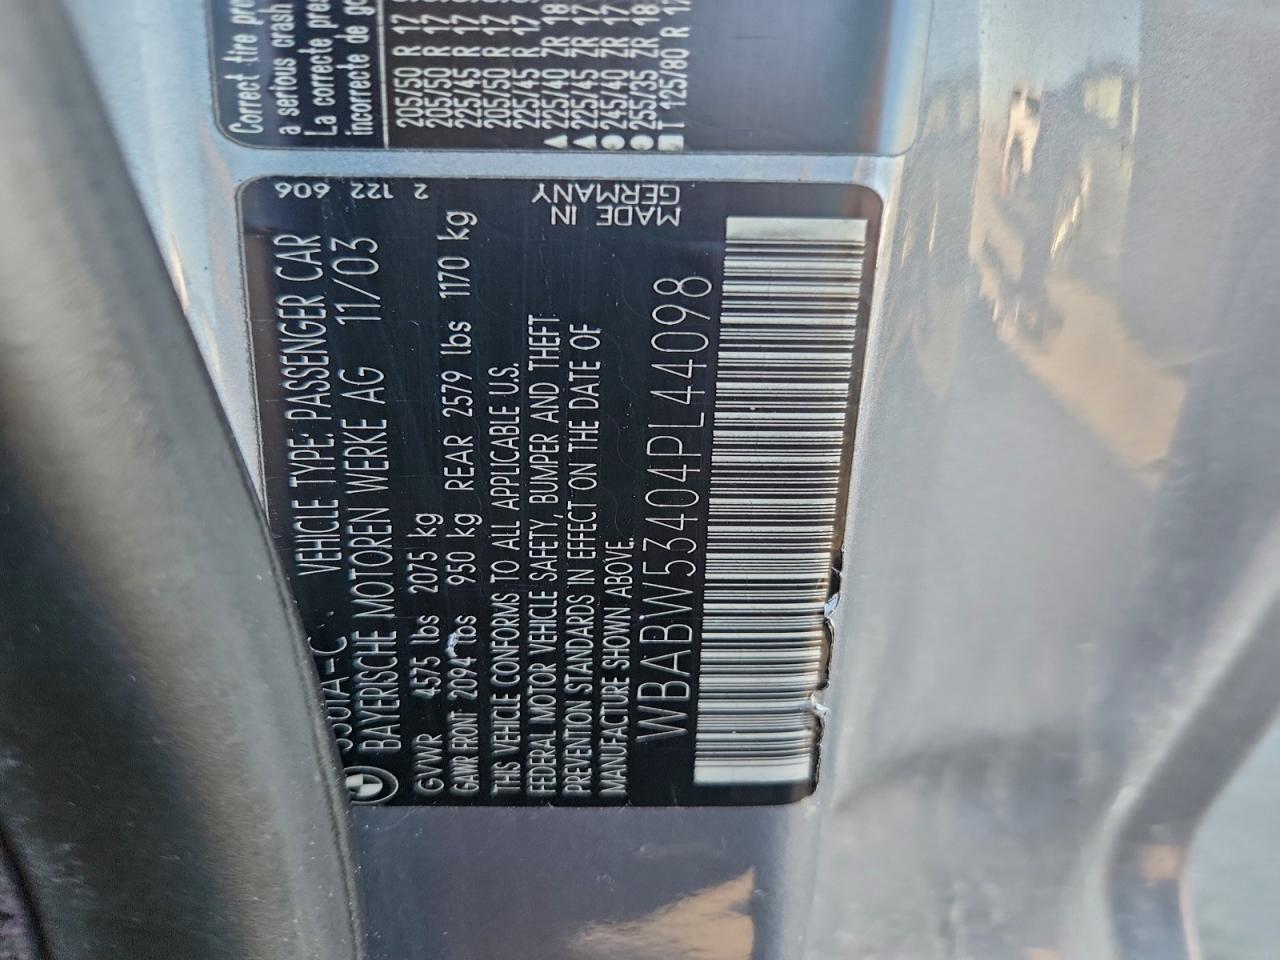 Correct tire
a serious crash
La correcte
incorrecte de
205/50 R 17
205/50 R 17
225/45 R 17
205/50 R 17
225/45 R 17
225/40 ZR 18
225/45 ZR 17
245/40 ZR 17
255/35 ZR 18
T 125/80 R 17
VEHICLE TYPE: PASSENGER CAR
BAYERISCHE MOTOREN WERKE AG 11/03
GVWR 4575 lbs 2075 kg
GAWR FRONT 2094 lbs 950 kg REAR 2579 lbs 1170 kg
THIS VEHICLE CONFORMS TO ALL APPLICABLE U.S.
FEDERAL MOTOR VEHICLE SAFETY, BUMPER AND THEFT
PREVENTION STANDARDS IN EFFECT ON THE DATE OF
MANUFACTURE SHOWN ABOVE.
WBABW53404PL44098
2 122 606
MADE IN
GERMANY